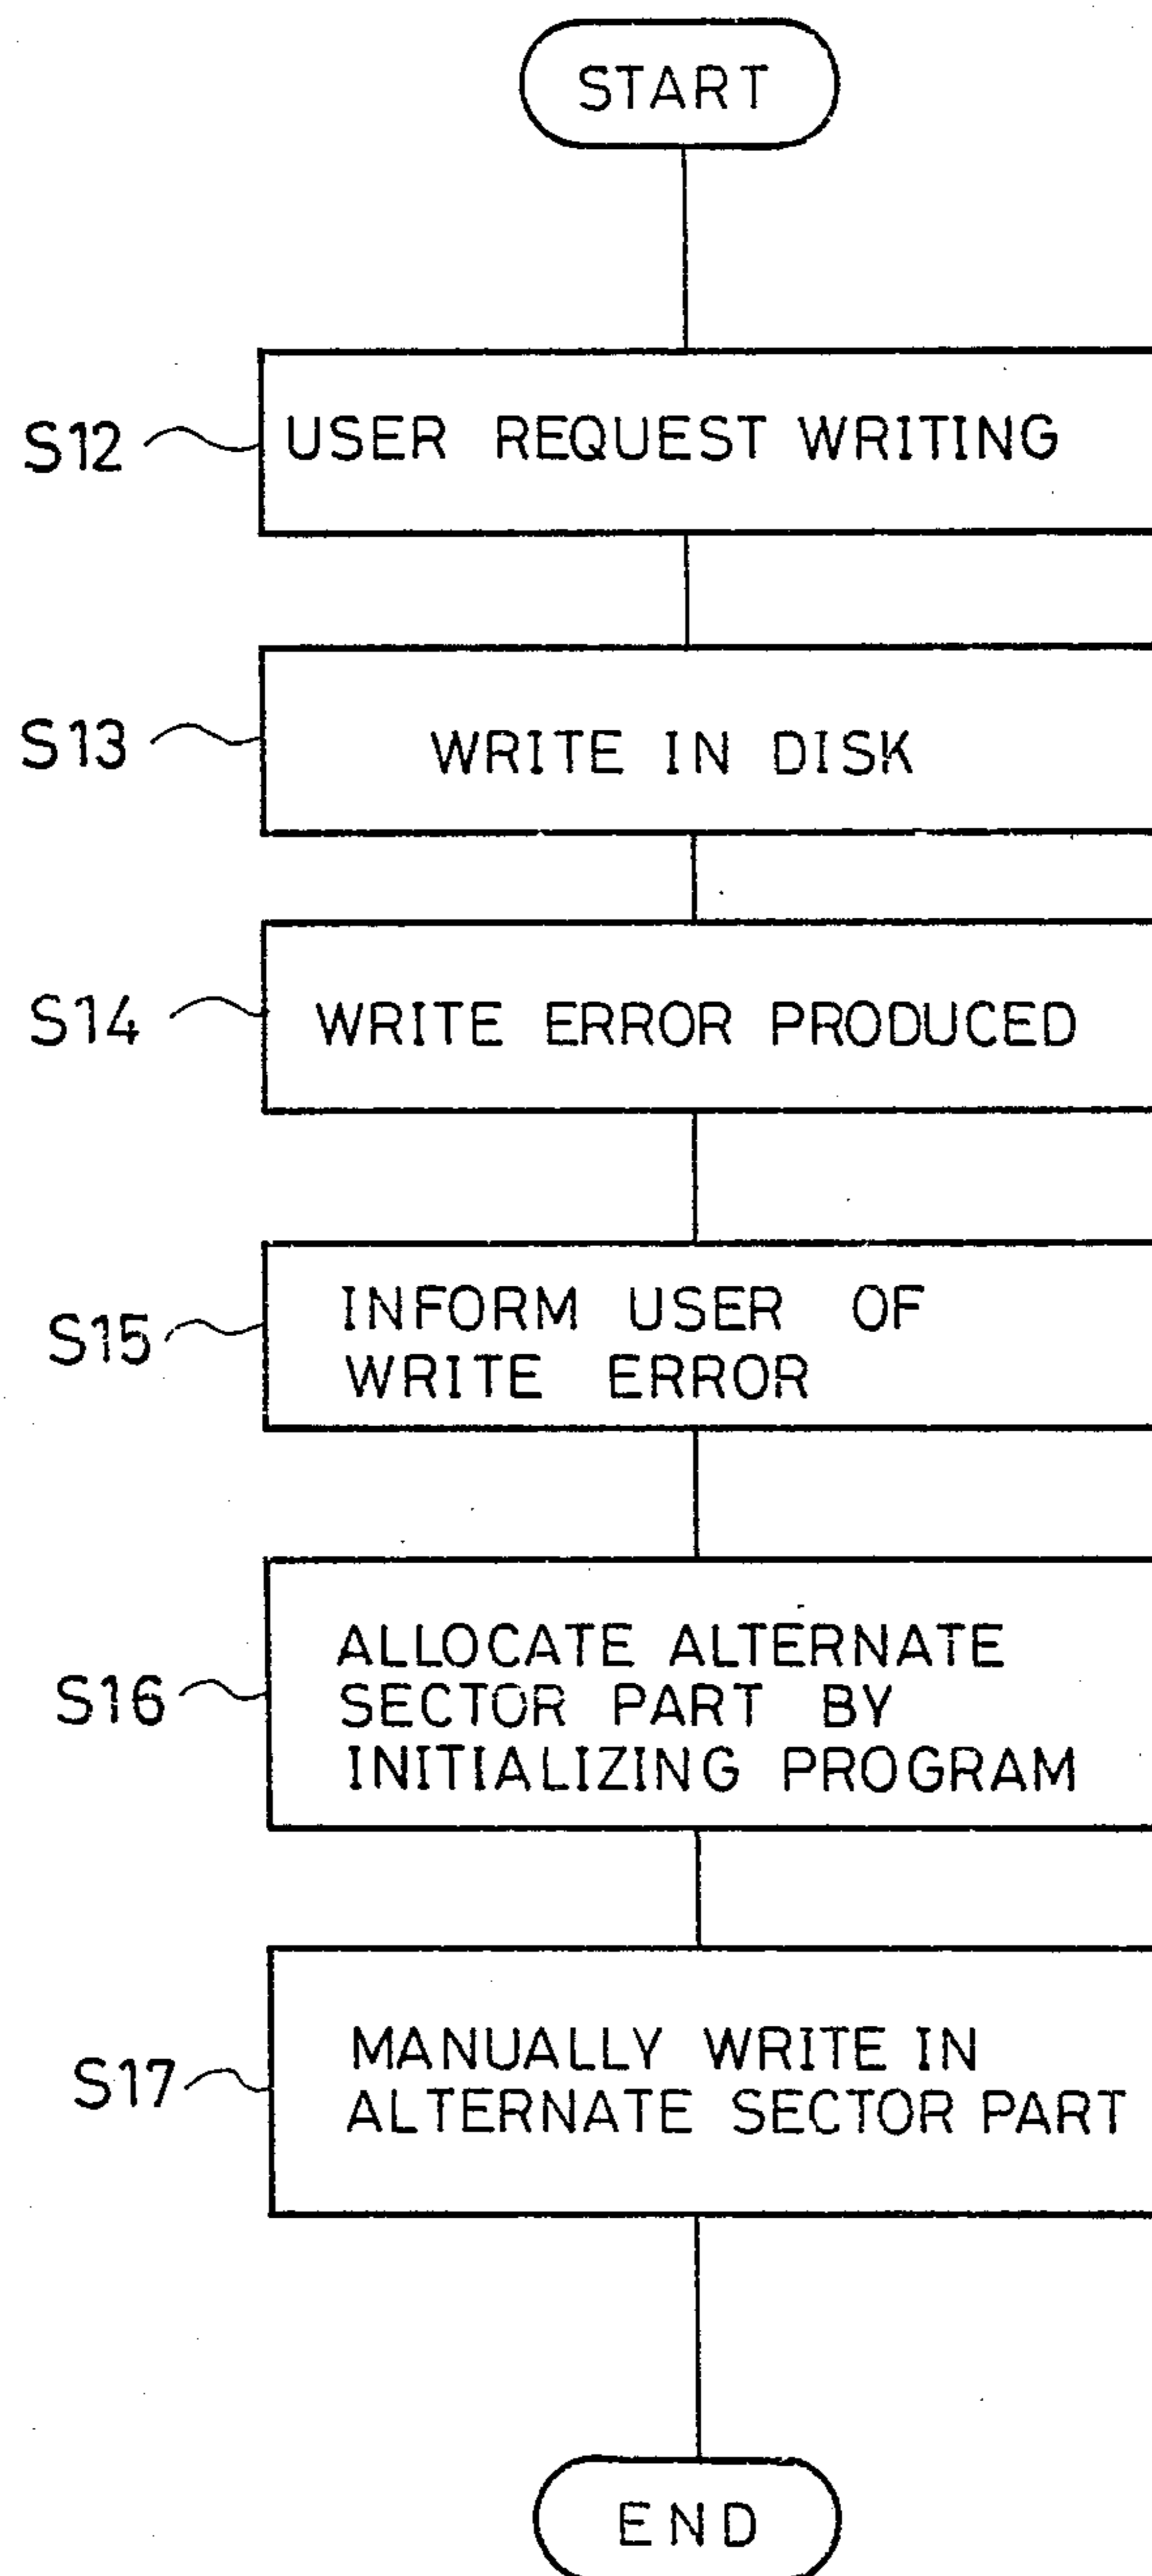 START
S12 USER REQUEST WRITING
S13 WRITE IN DISK
S14 WRITE ERROR PRODUCED
S15 INFORM USER OF
WRITE ERROR
S16 ALLOCATE ALTERNATE
SECTOR PART BY
INITIALIZING PROGRAM
S17 MANUALLY WRITE IN
ALTERNATE SECTOR PART
END